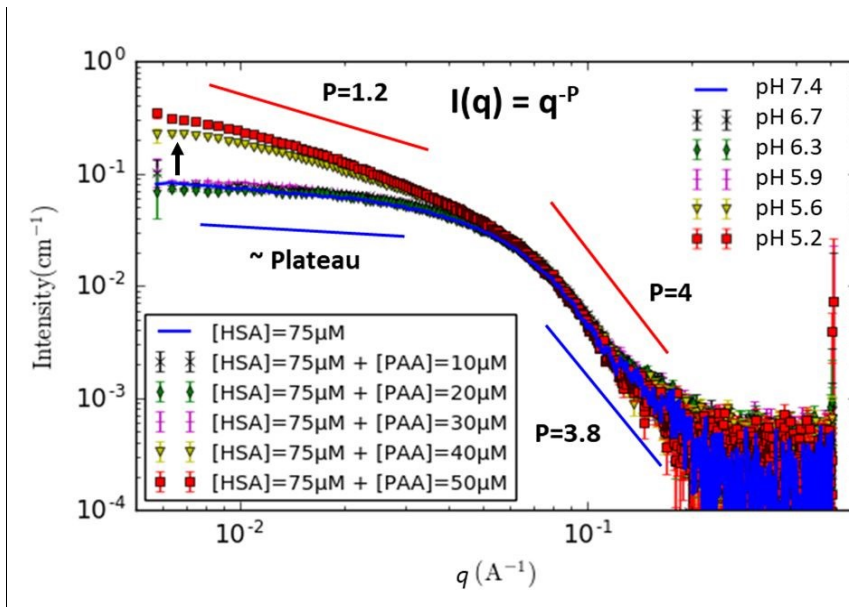 10⁰
10⁻¹
10⁻²
10⁻³
10⁻⁴
Intensity(cm⁻¹)
P=1.2
I(q) = q⁻ᴾ
pH 7.4
pH 6.7
pH 6.3
pH 5.9
pH 5.6
pH 5.2
~ Plateau
P=4
P=3.8
[HSA]=75μM
[HSA]=75μM + [PAA]=10μM
[HSA]=75μM + [PAA]=20μM
[HSA]=75μM + [PAA]=30μM
[HSA]=75μM + [PAA]=40μM
[HSA]=75μM + [PAA]=50μM
10⁻²
10⁻¹
q (A⁻¹)